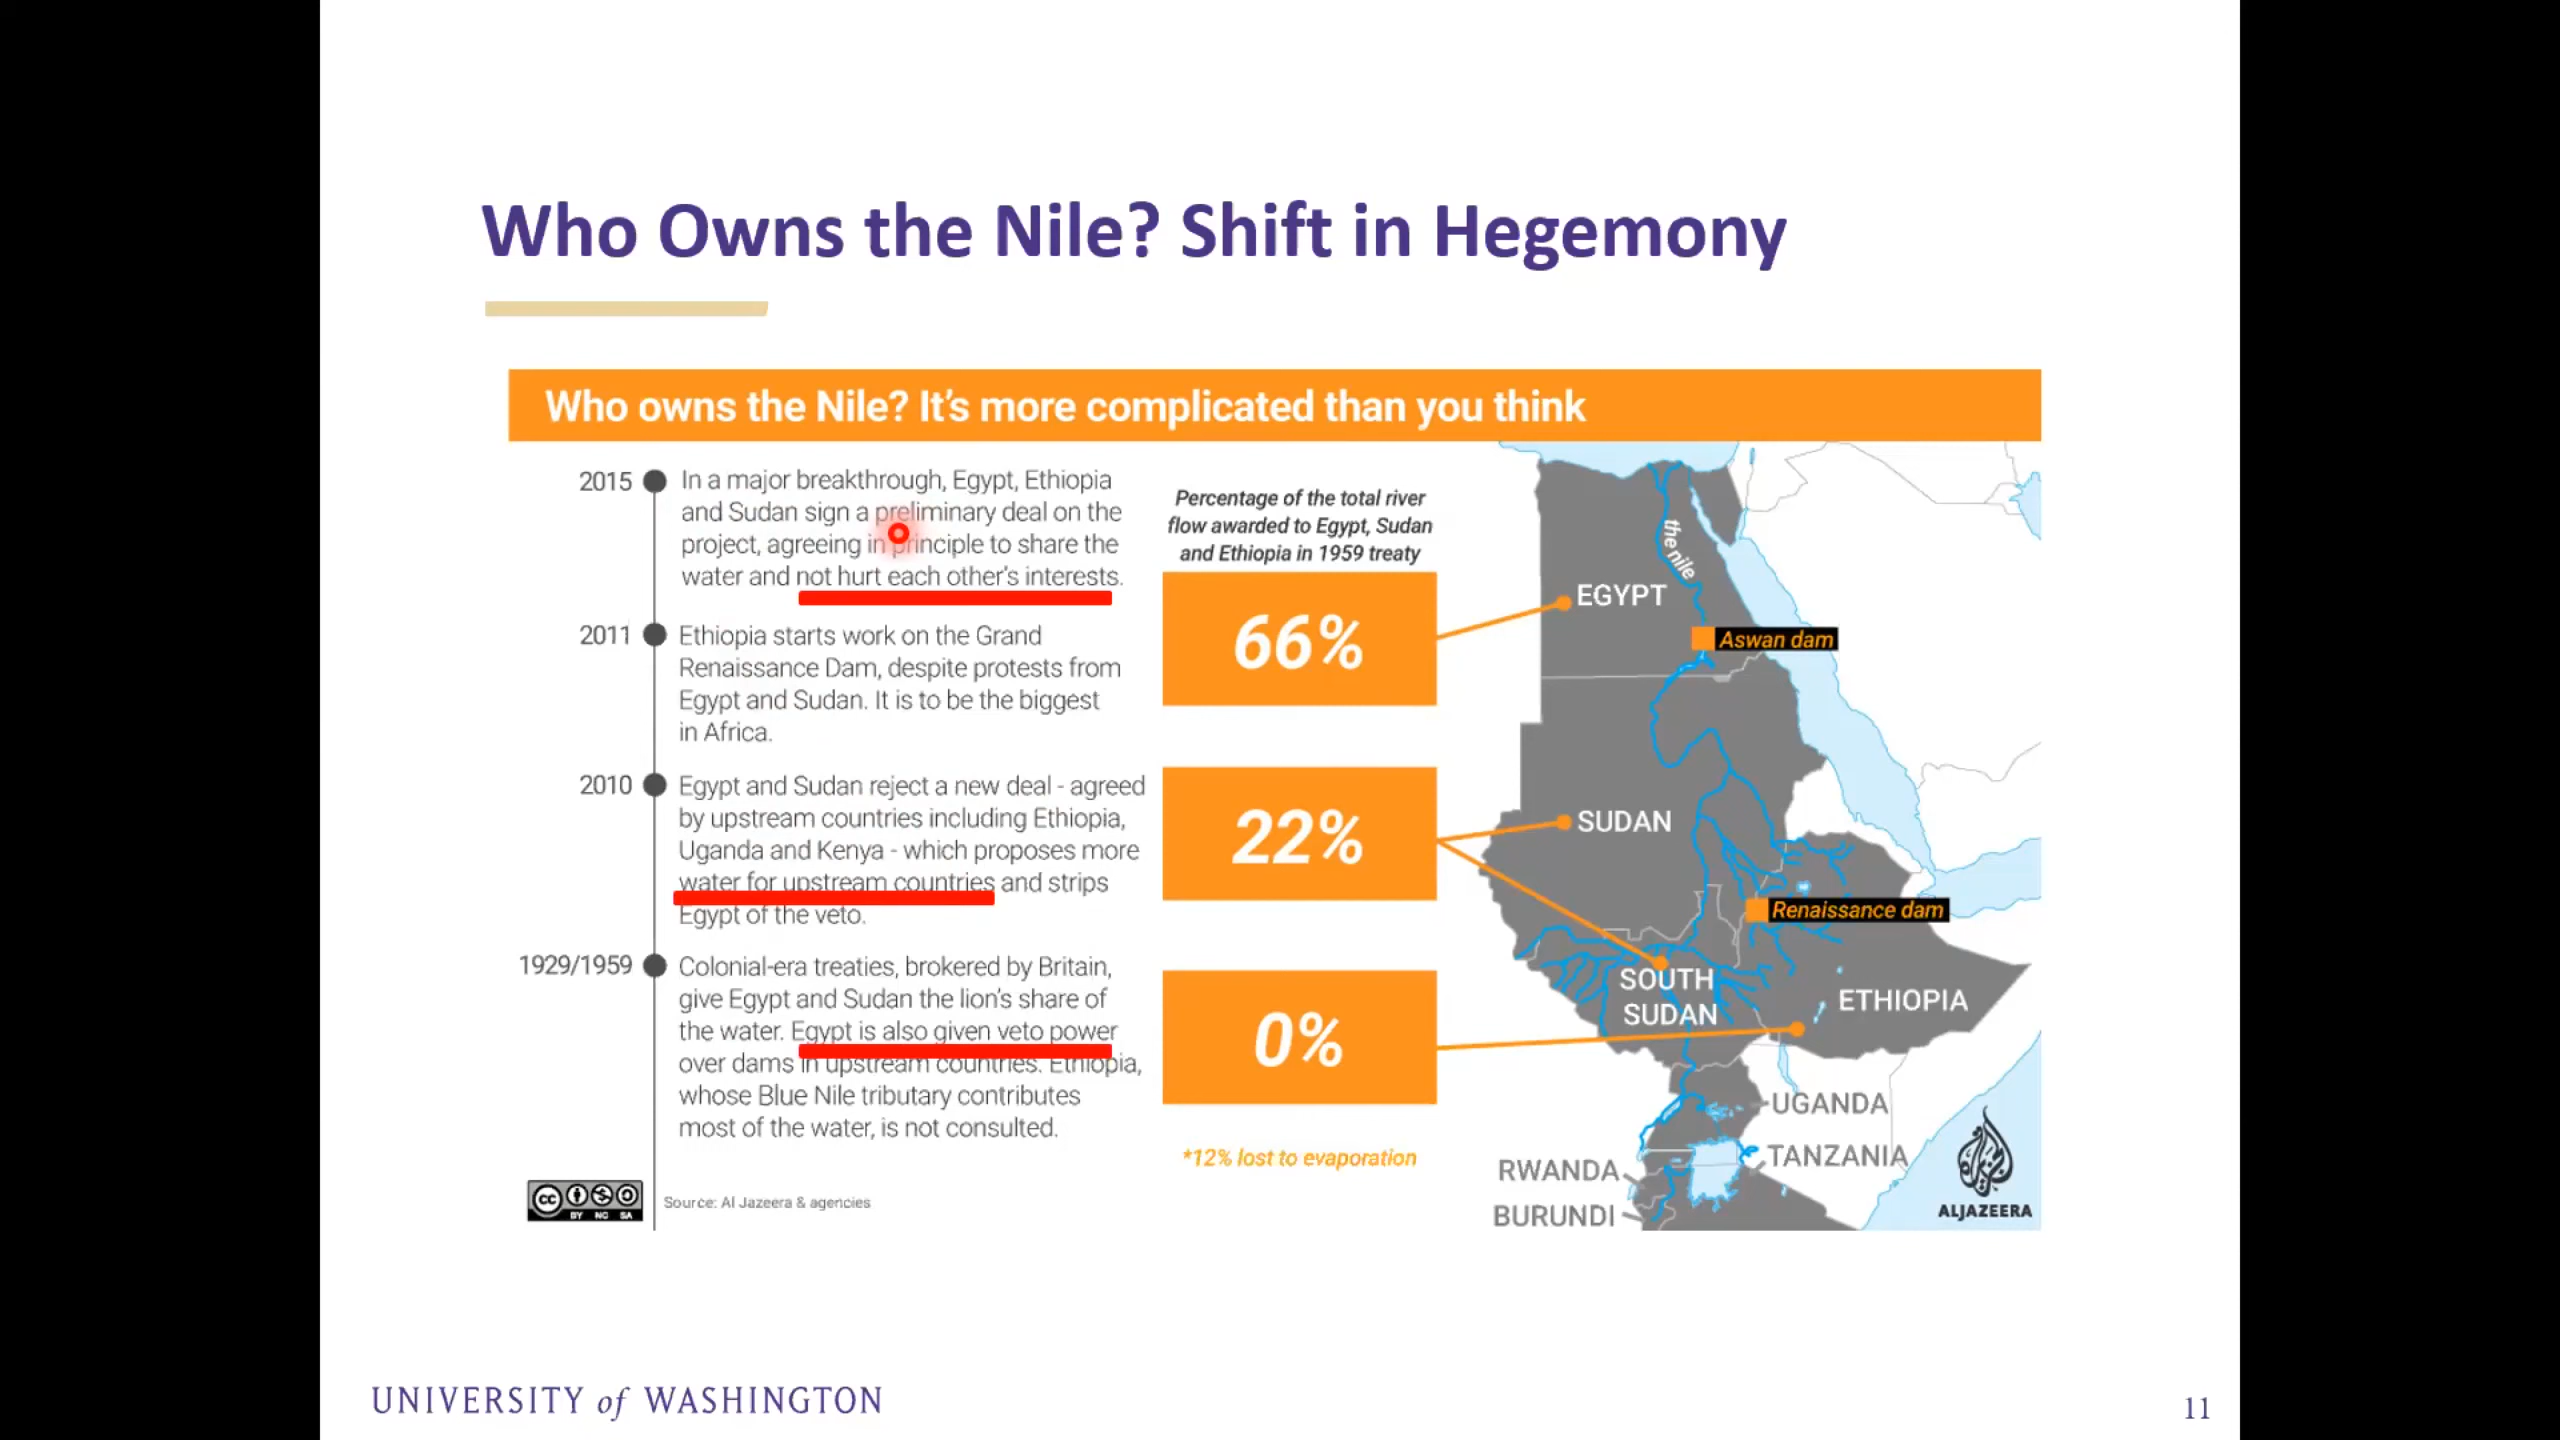 Who Owns the Nile? Shift in Hegemony
Who owns the Nile? It's more complicated than you think
2015
In a major breakthrough, Egypt, Ethiopia
and Sudan sign a preliminary deal on the
project, agreeing in principle to share the
water and not hurt each other's interests.
2011
Ethiopia starts work on the Grand
Renaissance Dam, despite protests from
Egypt and Sudan. It is to be the biggest
in Africa.
2010
Egypt and Sudan reject a new deal - agreed
by upstream countries including Ethiopia,
Uganda and Kenya - which proposes more
water for upstream countries and strips
Egypt of the veto.
1929/1959
Colonial-era treaties, brokered by Britain,
give Egypt and Sudan the lion's share of
the water. Egypt is also given veto power
over dams in upstream countries. Ethiopia,
whose Blue Nile tributary contributes
most of the water, is not consulted.
cc
BY NC SA
Source: Al Jazeera & agencies
Percentage of the total river
flow awarded to Egypt, Sudan
and Ethiopia in 1959 treaty
66%
22%
0%
*12% lost to evaporation
the nile
EGYPT
Aswan dam
SUDAN
Renaissance dam
SOUTH
SUDAN
ETHIOPIA
UGANDA
TANZANIA
RWANDA
BURUNDI
ALJAZEERA
UNIVERSITY of WASHINGTON
11